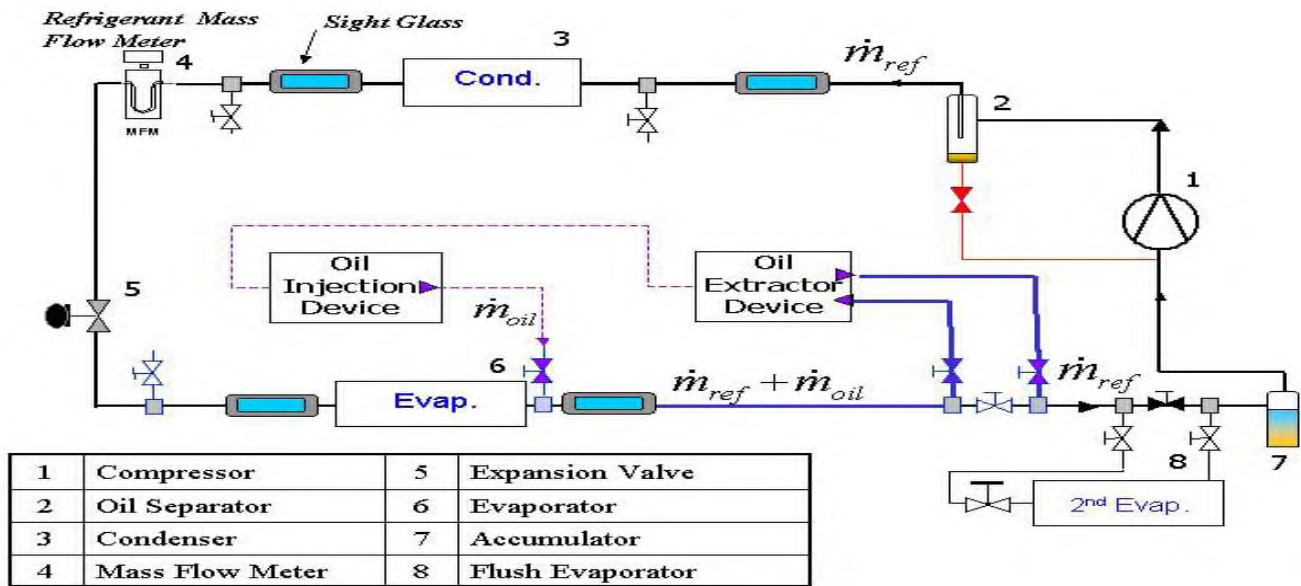 Refrigerant Mass
Flow Meter
Sight Glass
4
3
Cond.
ṁref
2
MFM
1
Oil
Injection
Device
Oil
Extractor
Device
5
ṁoil
6
Evap.
ṁref + ṁoil
ṁref
8
7
2nd Evap.
1 Compressor 5 Expansion Valve
2 Oil Separator 6 Evaporator
3 Condenser 7 Accumulator
4 Mass Flow Meter 8 Flush Evaporator